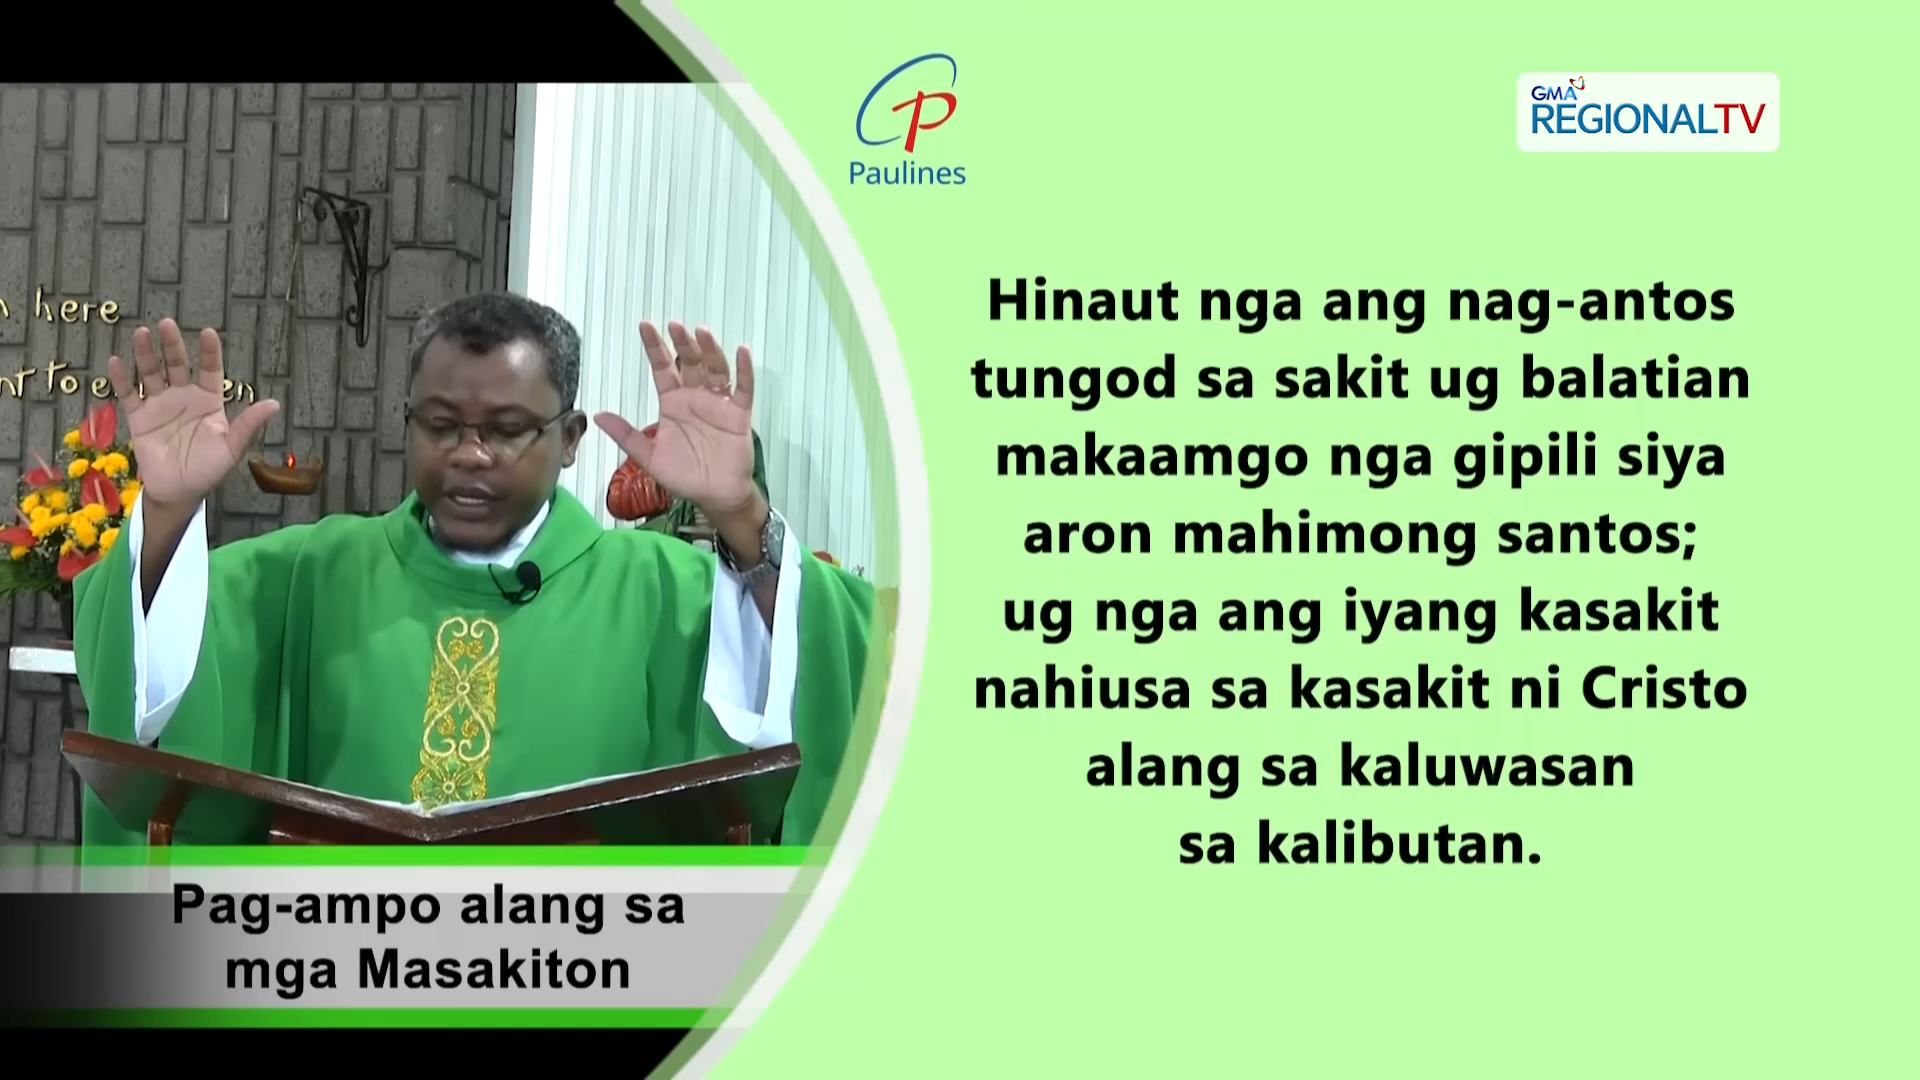 here
to e
en
Pag-ampo alang sa
mga Masakiton
Paulines
GMA
REGIONALTV
Hinaut nga ang nag-antos
tungod sa sakit ug balatian
makaamgo nga gipili siya
aron mahimong santos;
ug nga ang iyang kasakit
nahiusa sa kasakit ni Cristo
alang sa kaluwasan
sa kalibutan.